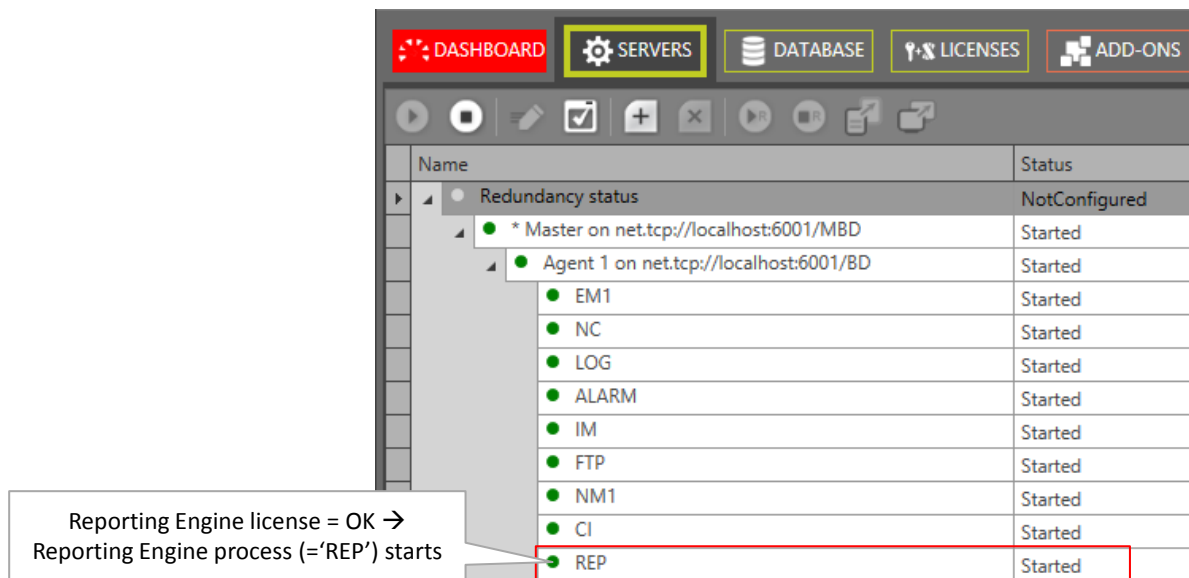 DASHBOARD SERVERS DATABASE LICENSES ADD-ONS
R R
Name Status
Redundancy status NotConfigured
* Master on net.tcp://localhost:6001/MBD Started
Agent 1 on net.tcp://localhost:6001/BD Started
EM1 Started
NC Started
LOG Started
ALARM Started
IM Started
FTP Started
NM1 Started
CI Started
REP Started
Reporting Engine license = OK →
Reporting Engine process (=‘REP’) starts